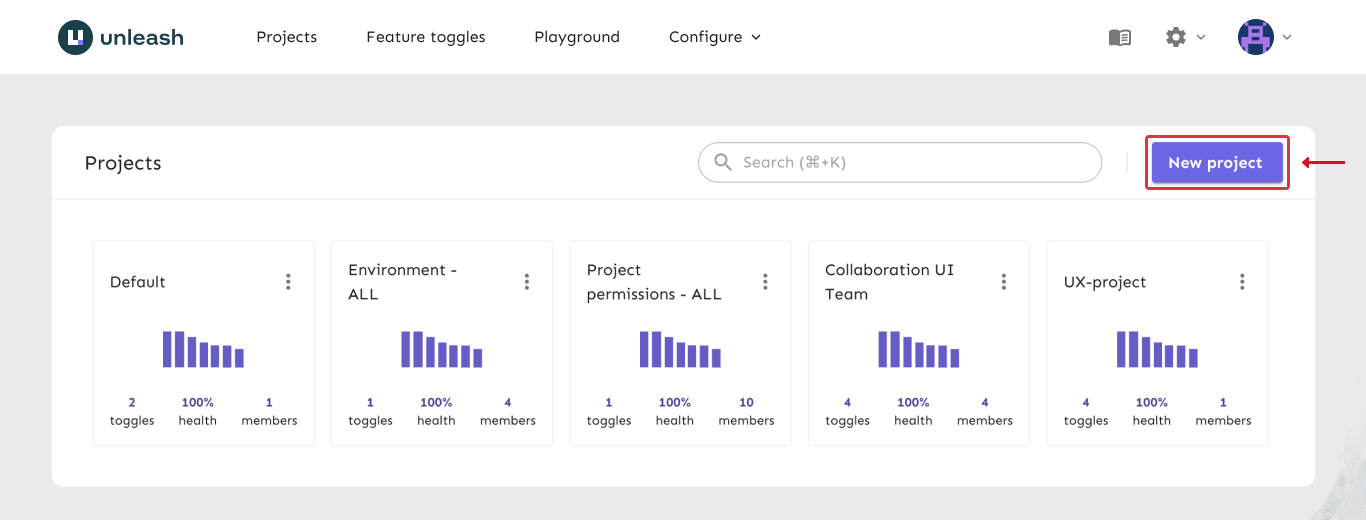 unleash Projects Feature toggles Playground Configure
Projects Search (⌘+K) New project
Default
2 100% 1
toggles health members
Environment -
ALL
1 100% 4
toggles health members
Project
permissions - ALL
1 100% 10
toggles health members
Collaboration UI
Team
4 100% 4
toggles health members
UX-project
4 100% 1
toggles health members